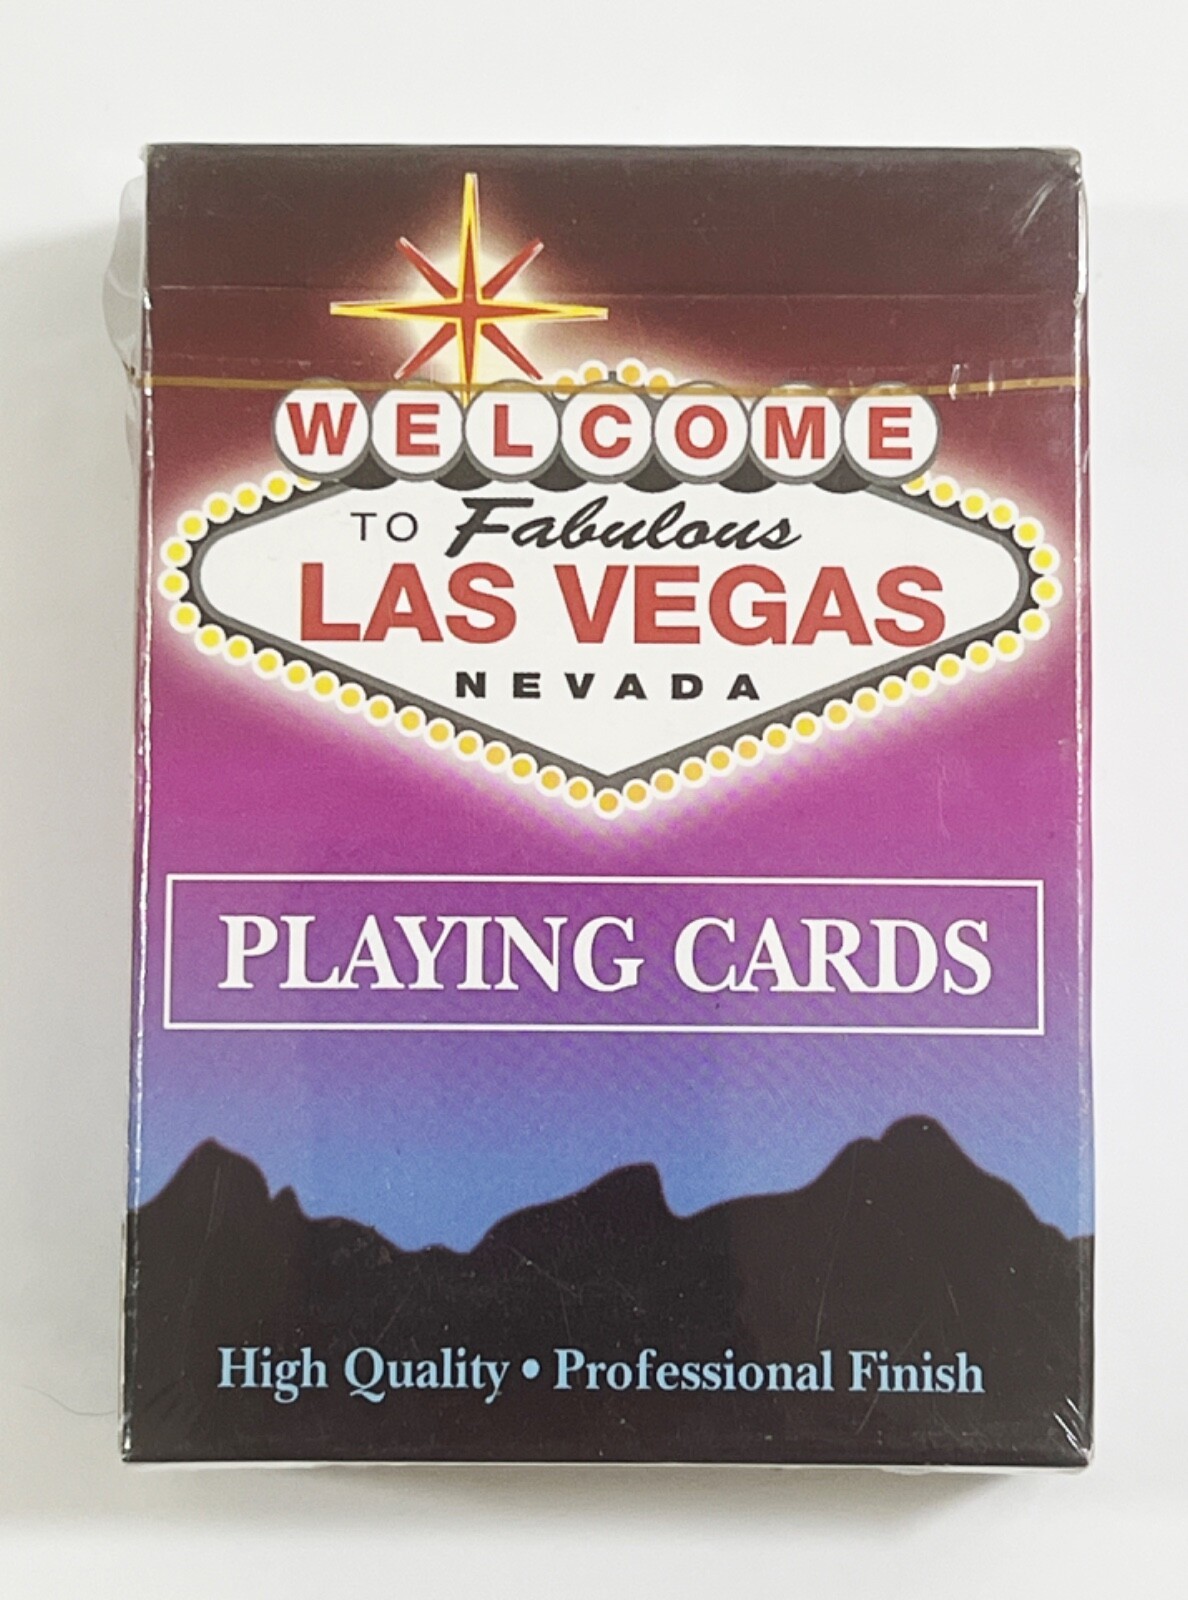 WELCOME
TO Fabulous
LAS VEGAS
NEVADA
PLAYING CARDS
High Quality • Professional Finish